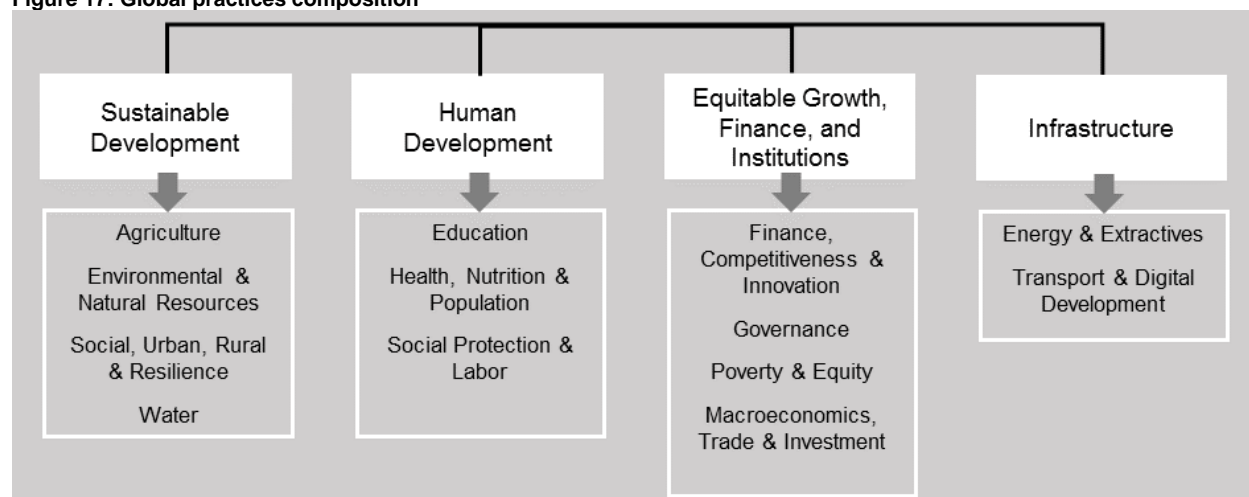 Figure 17: Global practices composition
Sustainable
Development
Human
Development
Equitable Growth,
Finance, and
Institutions
Infrastructure
Agriculture
Environmental &
Natural Resources
Social, Urban, Rural
& Resilience
Water
Education
Health, Nutrition &
Population
Social Protection &
Labor
Finance,
Competitiveness &
Innovation
Governance
Poverty & Equity
Macroeconomics,
Trade & Investment
Energy & Extractives
Transport & Digital
Development